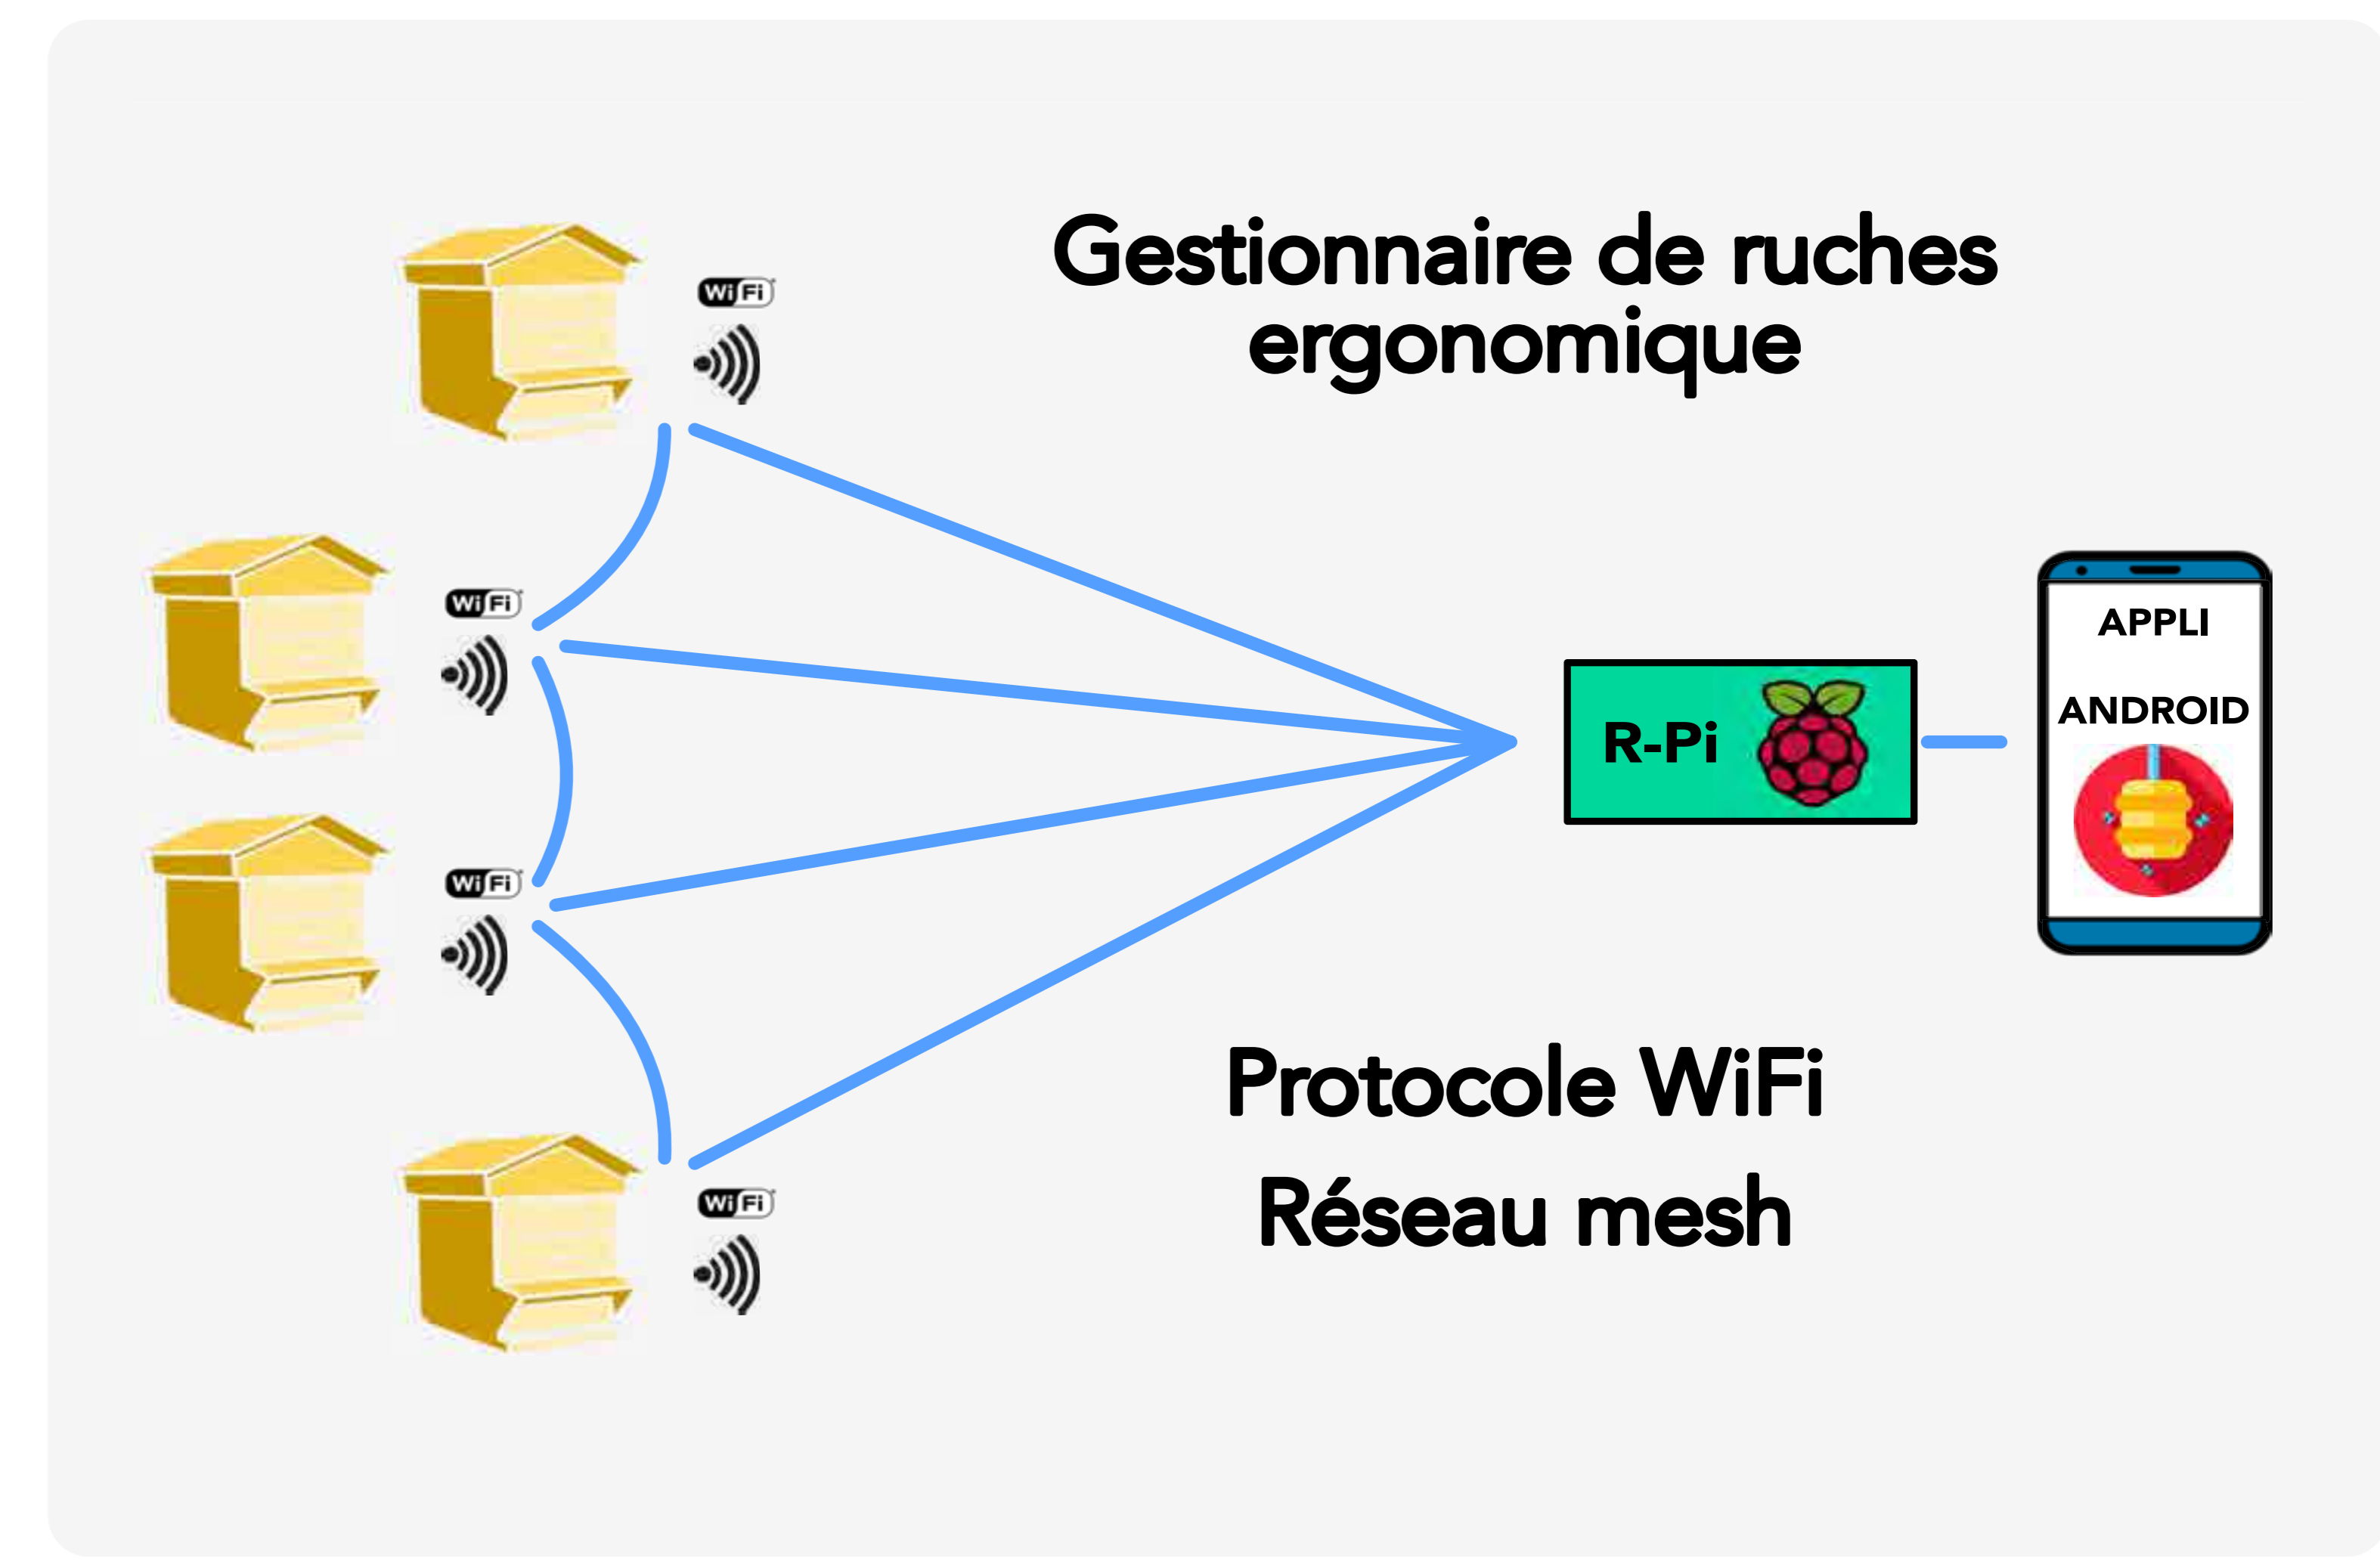 Gestionnaire de ruches
ergonomique
WiFi
WiFi
APPLI
R-Pi
ANDROID
WiFi
Protocole WiFi
Réseau mesh
WiFi